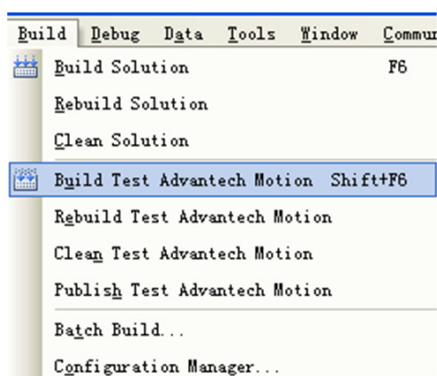 Build Debug Data Tools Window Commun
Build Solution F6
Rebuild Solution
Clean Solution
Build Test Advantech Motion Shift+F6
Rebuild Test Advantech Motion
Clean Test Advantech Motion
Publish Test Advantech Motion
Batch Build...
Configuration Manager...